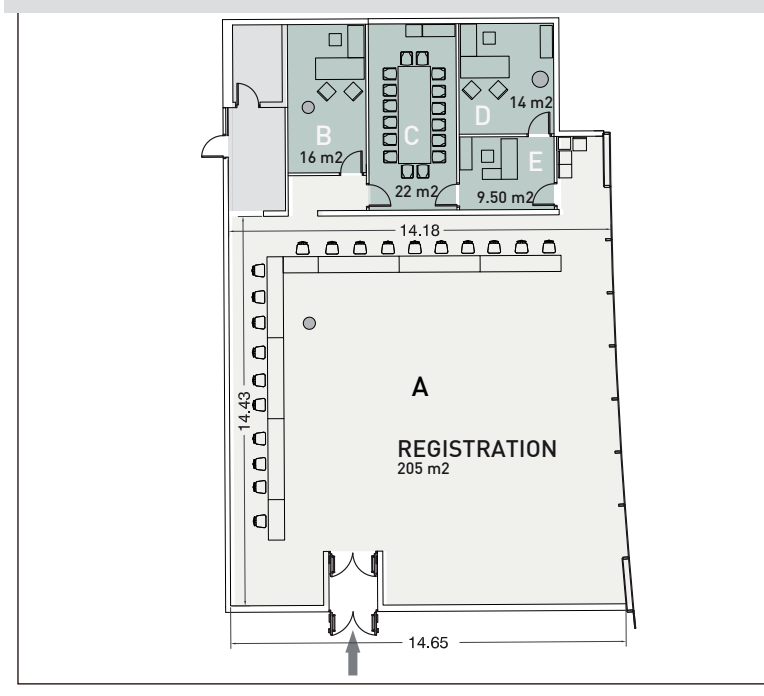 D
14 m2
B
16 m2
C
22 m2
E
9.50 m2
14.18
14.43
A
REGISTRATION
205 m2
14.65